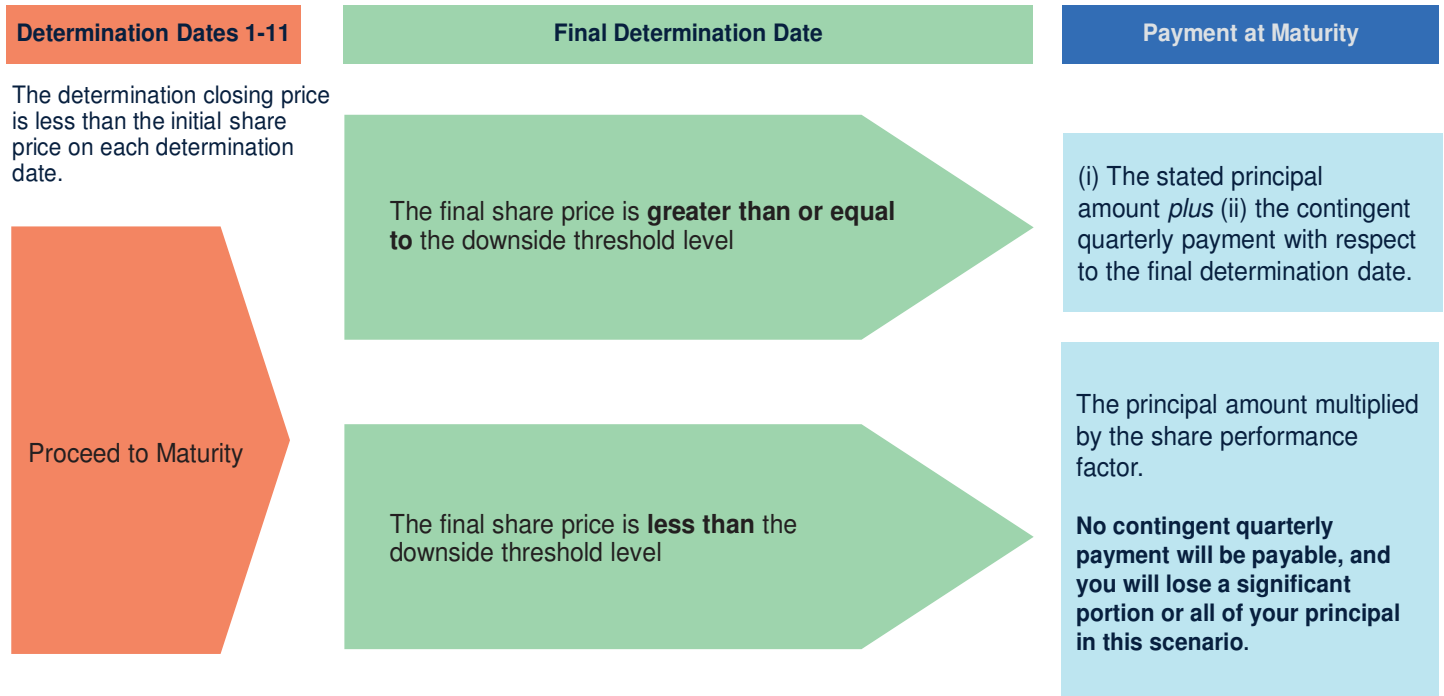 Determination Dates 1-11
Final Determination Date
Payment at Maturity
The determination closing price
is less than the initial share
price on each determination
date.
Proceed to Maturity
The final share price is greater than or equal
to the downside threshold level
(i) The stated principal
amount plus (ii) the contingent
quarterly payment with respect
to the final determination date.
The final share price is less than the
downside threshold level
The principal amount multiplied
by the share performance
factor.
No contingent quarterly
payment will be payable, and
you will lose a significant
portion or all of your principal
in this scenario.